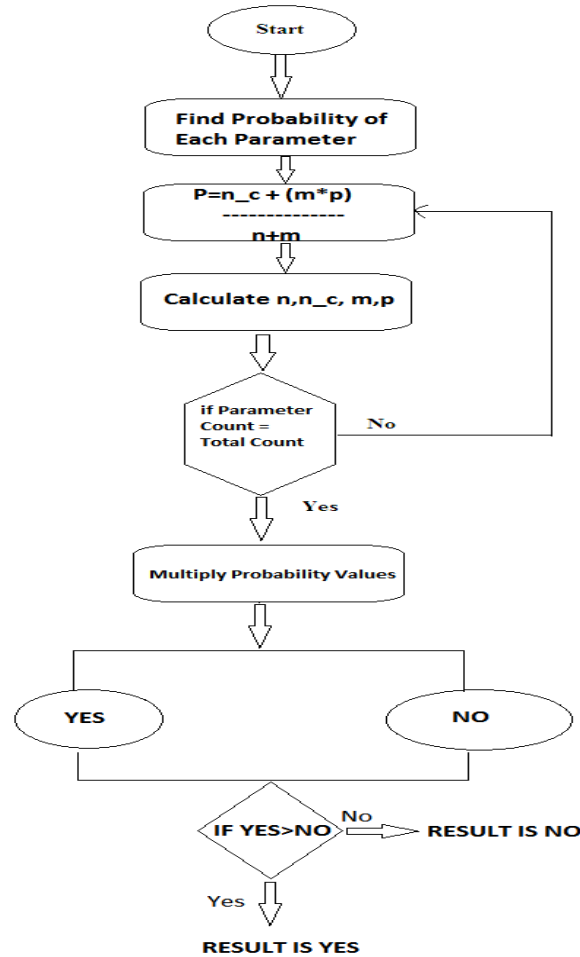 Start
Find Probability of
Each Parameter
P=n_c + (m*p)
--------------
n+m
Calculate n,n_c, m,p
if Parameter
Count =
Total Count
No
Yes
Multiply Probability Values
YES
NO
IF YES>NO
No
RESULT IS NO
Yes
RESULT IS YES